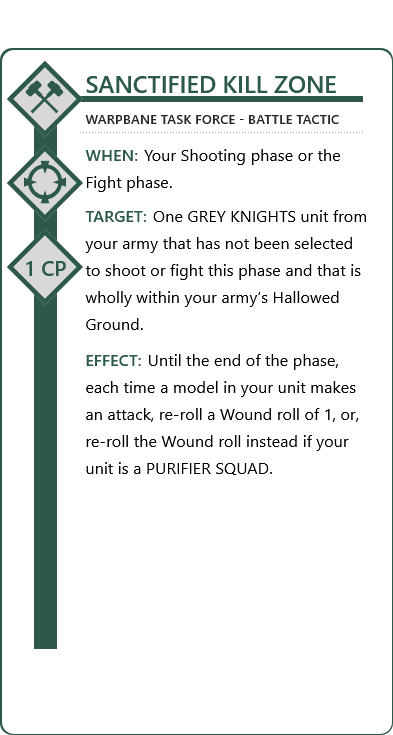 SANCTIFIED KILL ZONE
WARPBANE TASK FORCE - BATTLE TACTIC
WHEN: Your Shooting phase or the
Fight phase.
TARGET: One GREY KNIGHTS unit from
your army that has not been selected
to shoot or fight this phase and that is
wholly within your army’s Hallowed
Ground.
1 CP
EFFECT: Until the end of the phase,
each time a model in your unit makes
an attack, re-roll a Wound roll of 1, or,
re-roll the Wound roll instead if your
unit is a PURIFIER SQUAD.